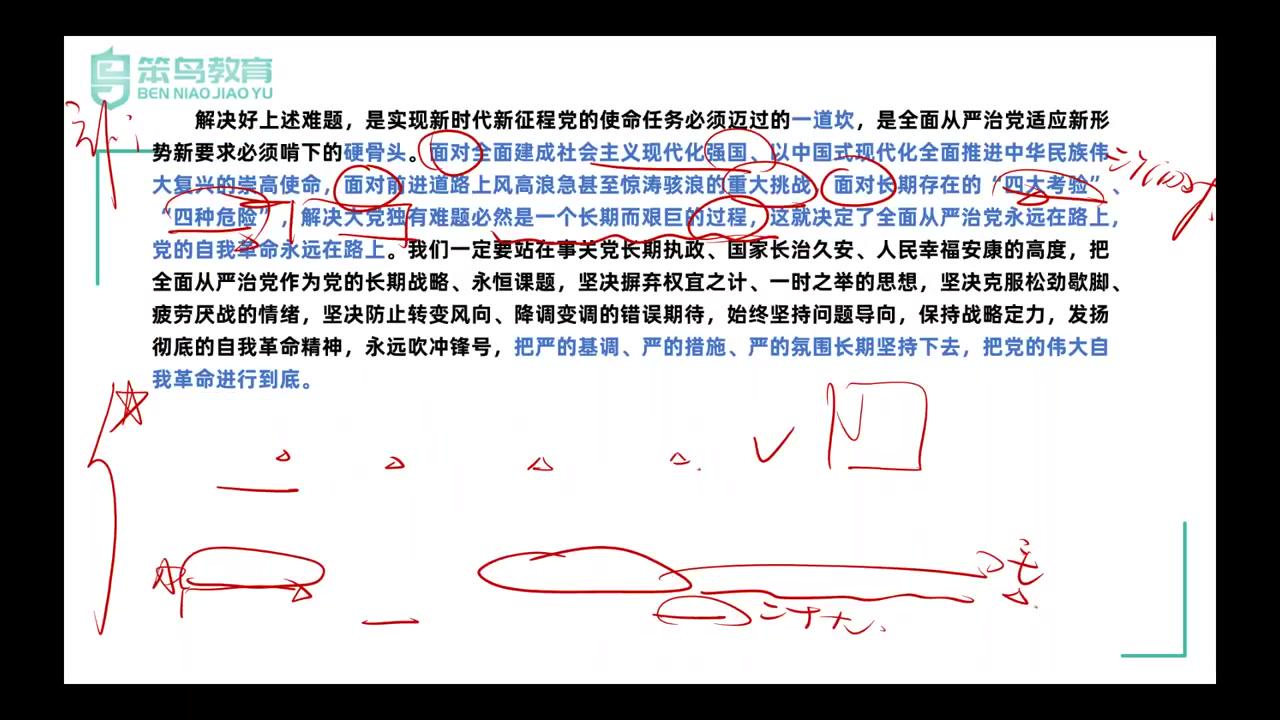 笨鸟教育
BEN NIAO JIAO YU
解决好上述难题，是实现新时代新征程党的使命任务必须迈过的一道坎，是全面从严治党适应新形
势新要求必须啃下的硬骨头。面对全面建成社会主义现代化强国、以中国式现代化全面推进中华民族伟
大复兴的崇高使命，面对前进道路上风高浪急甚至惊涛骇浪的重大挑战，面对长期存在的“四大考验”、
“四种危险”，解决大党独有难题必然是一个长期而艰巨的过程，这就决定了全面从严治党永远在路上，
党的自我革命永远在路上。我们一定要站在事关党长期执政、国家长治久安、人民幸福安康的高度，把
全面从严治党作为党的长期战略、永恒课题，坚决摒弃权宜之计、一时之举的思想，坚决克服松劲歇脚、
疲劳厌战的情绪，坚决防止转变风向、降调变调的错误期待，始终坚持问题导向，保持战略定力，发扬
彻底的自我革命精神，永远吹冲锋号，把严的基调、严的措施、严的氛围长期坚持下去，把党的伟大自
我革命进行到底。